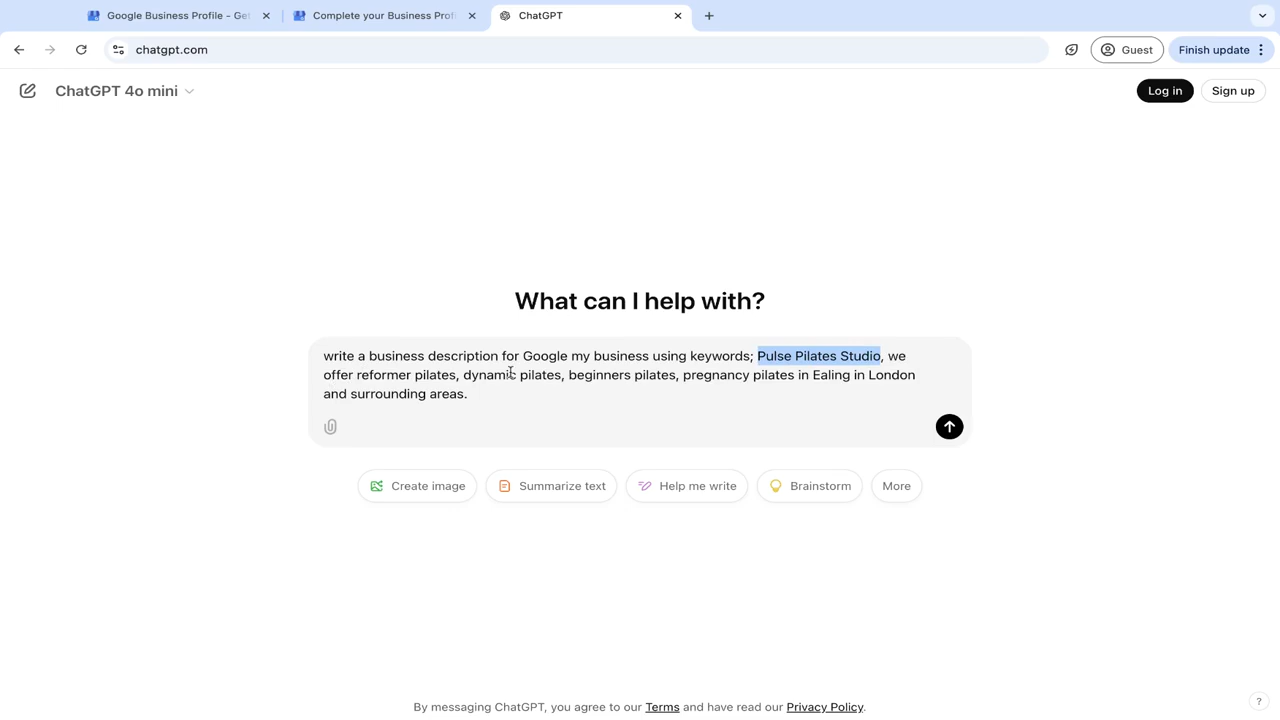 Google Business Profile - Get
Complete your Business Prof
ChatGPT
chatgpt.com
Guest
Finish update
ChatGPT 4o mini
Log in
Sign up
What can I help with?
write a business description for Google my business using keywords; Pulse Pilates Studio, we
offer reformer pilates, dynamic pilates, beginners pilates, pregnancy pilates in Ealing in London
and surrounding areas.
Create image
Summarize text
Help me write
Brainstorm
More
By messaging ChatGPT, you agree to our Terms and have read our Privacy Policy.
?